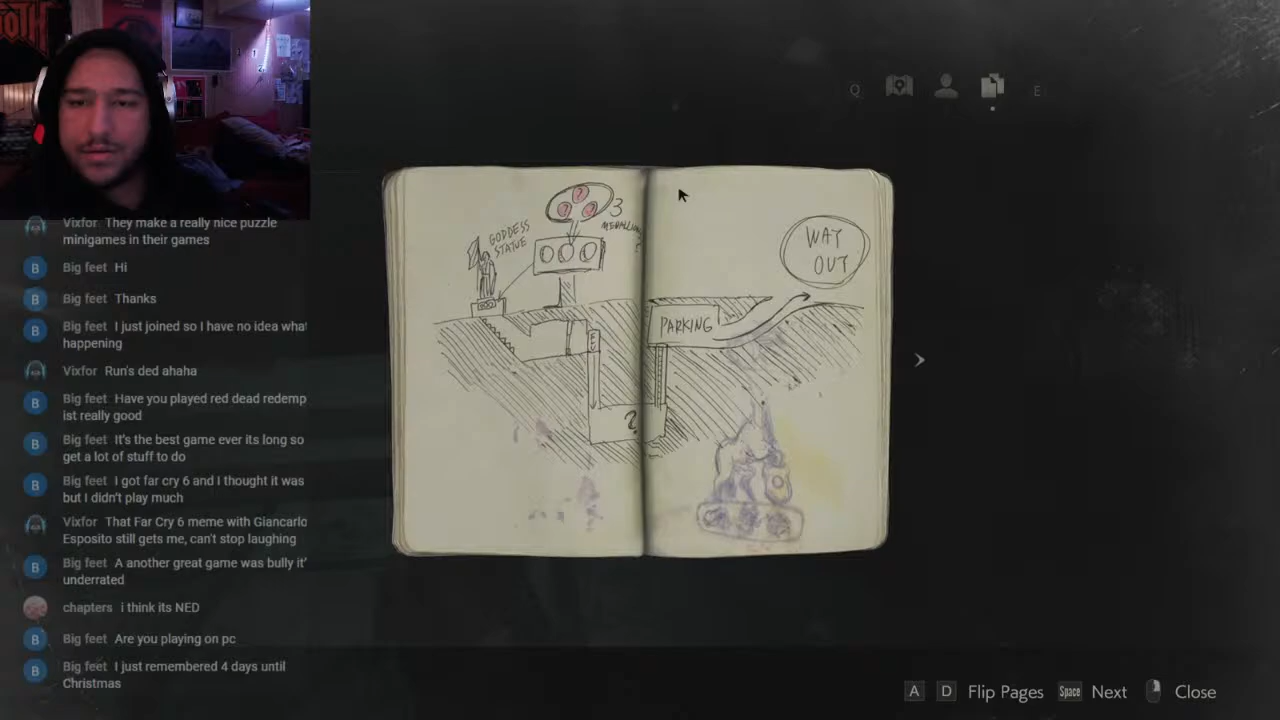 OTH
Vixfor They make a really nice puzzle
minigames in their games
B Big feet Hi
B Big feet Thanks
B Big feet I just joined so I have no idea what
happening
Vixfor Run's ded ahaha
B Big feet Have you played red dead redemp
ist really good
B Big feet It's the best game ever its long so
get a lot of stuff to do
B Big feet I got far cry 6 and I thought it was
but I didn't play much
Vixfor That Far Cry 6 meme with Giancarlo
Esposito still gets me, can't stop laughing
B Big feet A another great game was bully it'
underrated
chapters i think its NED
B Big feet Are you playing on pc
B Big feet I just remembered 4 days until
Christmas
Q E
? ? ? 3
GODDESS
STATUE
?
?
PARKING
WAY
OUT
A D Flip Pages Space Next Close